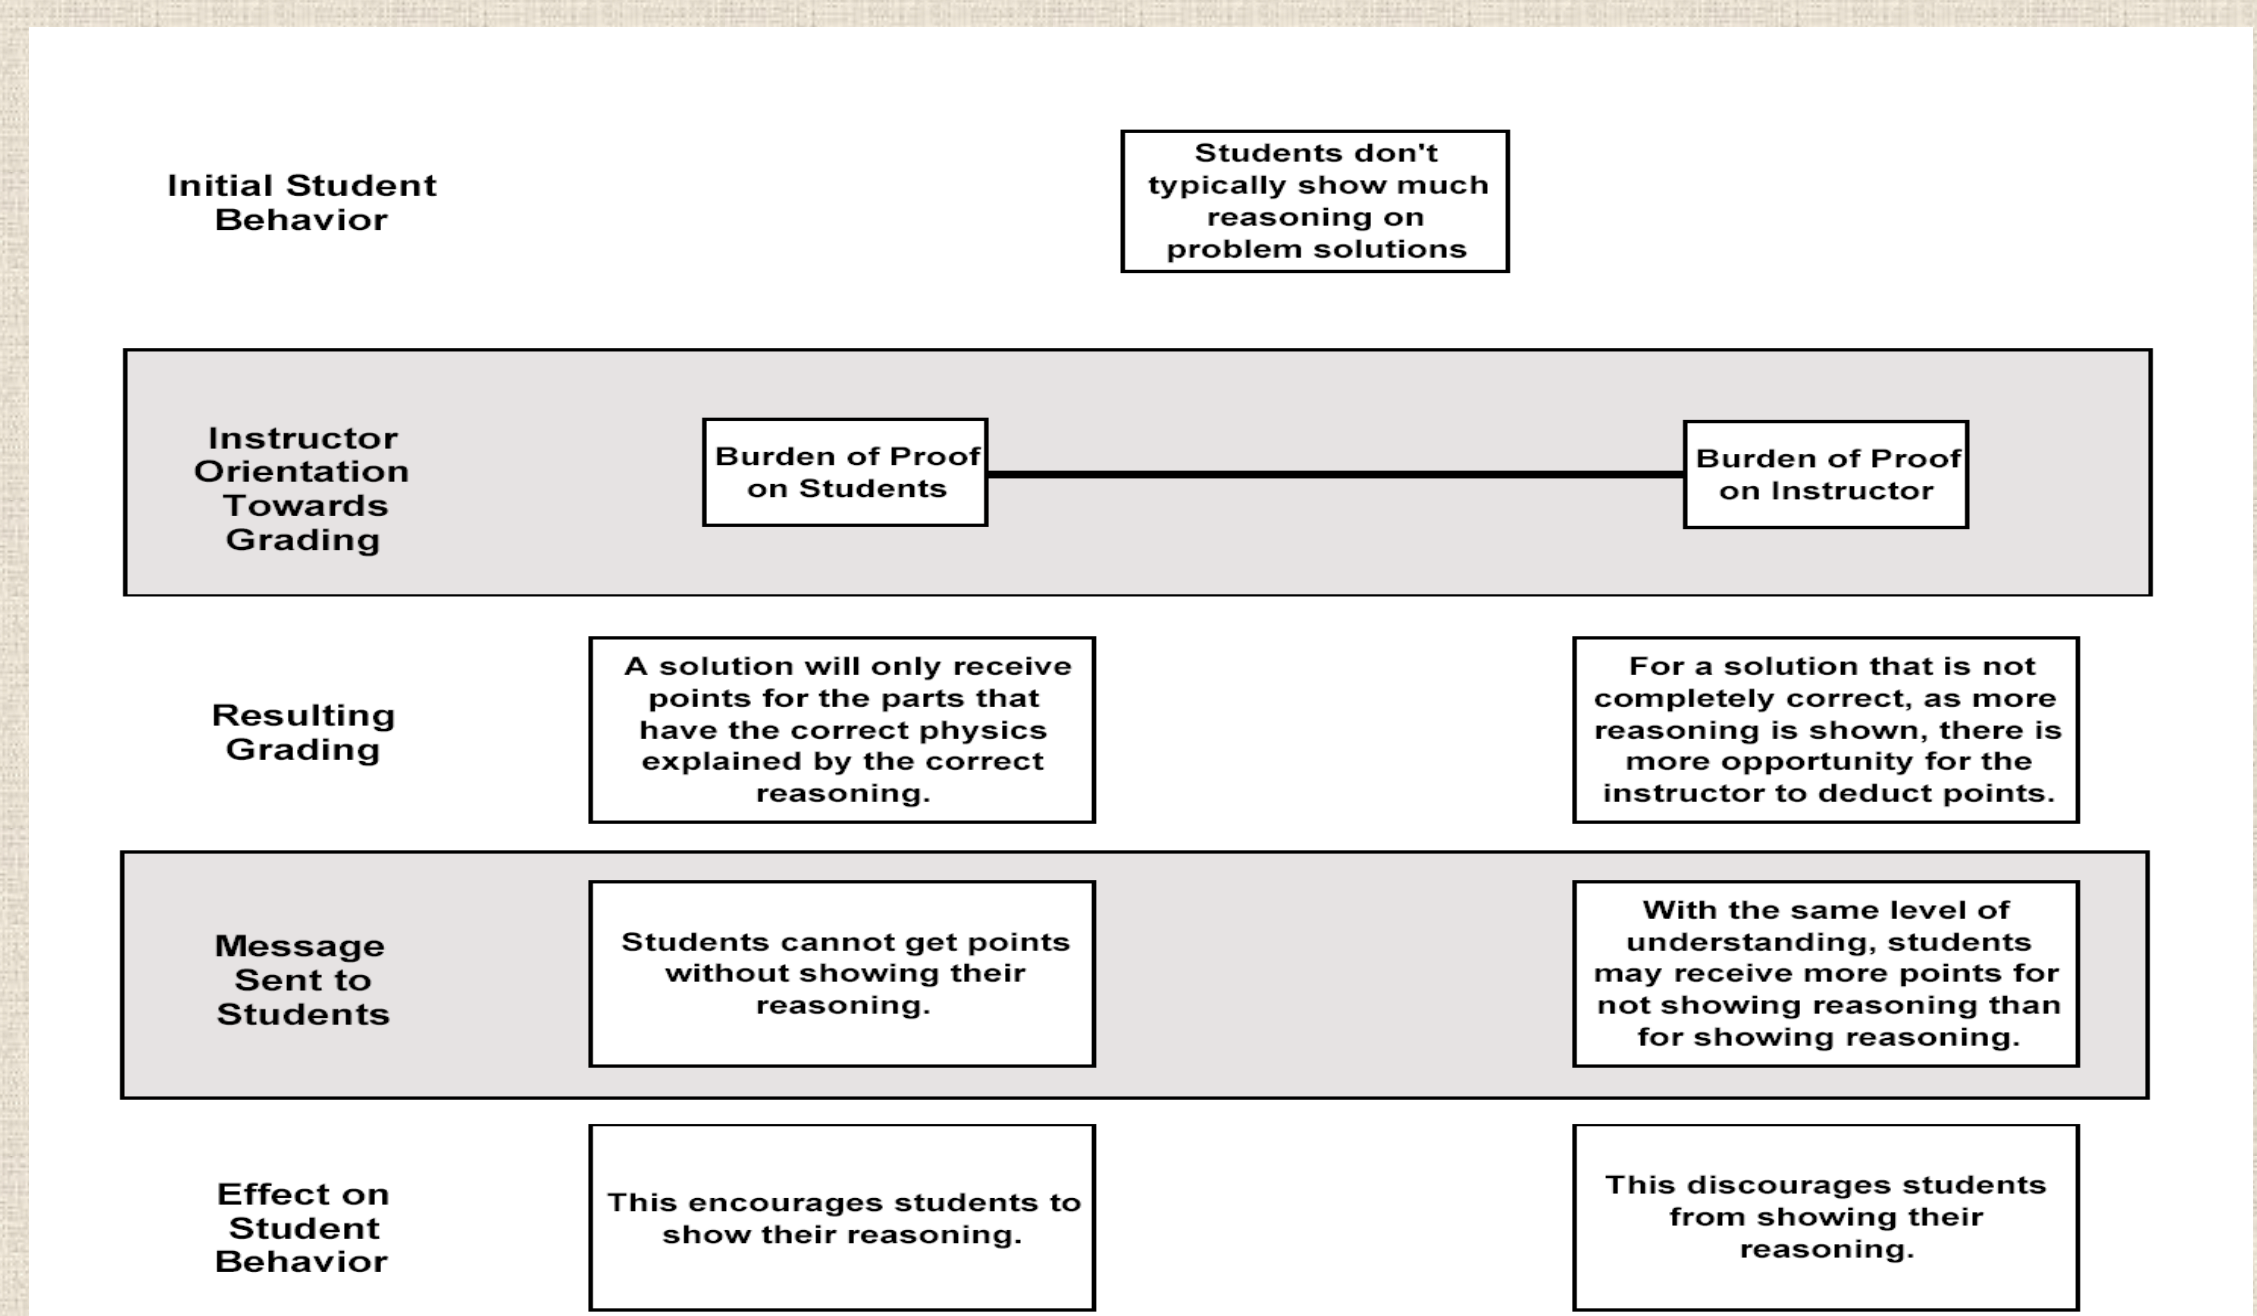 Initial Student
Behavior
Students don't
typically show much
reasoning on
problem solutions
Instructor
Orientation
Towards
Grading
Burden of Proof
on Students
Burden of Proof
on Instructor
Resulting
Grading
A solution will only receive
points for the parts that
have the correct physics
explained by the correct
reasoning.
For a solution that is not
completely correct, as more
reasoning is shown, there is
more opportunity for the
instructor to deduct points.
Message
Sent to
Students
Students cannot get points
without showing their
reasoning.
With the same level of
understanding, students
may receive more points for
not showing reasoning than
for showing reasoning.
Effect on
Student
Behavior
This encourages students to
show their reasoning.
This discourages students
from showing their
reasoning.